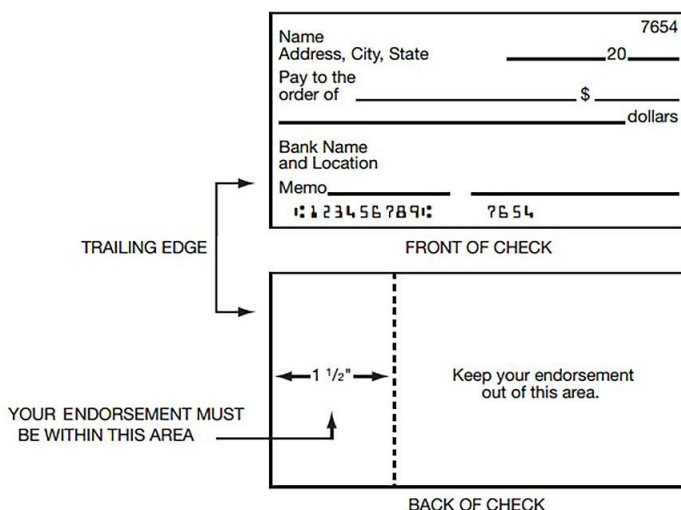 7654
Name
Address, City, State 20
Pay to the
order of $
dollars
Bank Name
and Location
Memo
⑆123456789⑆ 7654
TRAILING EDGE
FRONT OF CHECK
1 1/2"
Keep your endorsement
out of this area.
YOUR ENDORSEMENT MUST
BE WITHIN THIS AREA
BACK OF CHECK